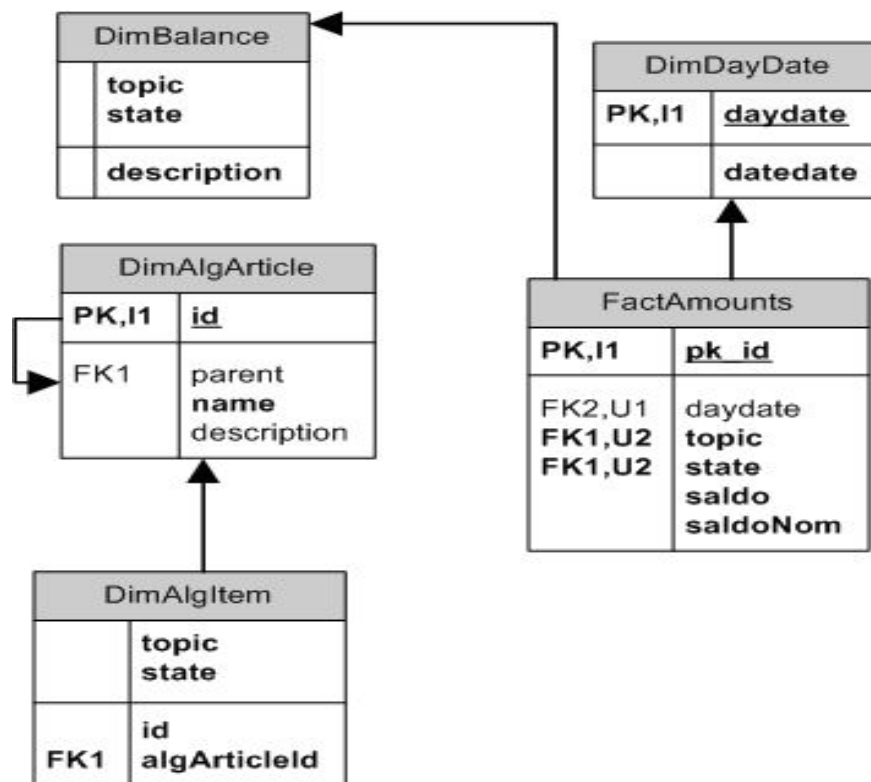 DimBalance
topic
state
description
DimDayDate
PK,I1 daydate
datedate
DimAlgArticle
PK,I1 id
FK1 parent
name
description
FactAmounts
PK,I1 pk_id
FK2,U1 daydate
FK1,U2 topic
FK1,U2 state
saldo
saldoNom
DimAlgItem
topic
state
id
FK1 algArticleId